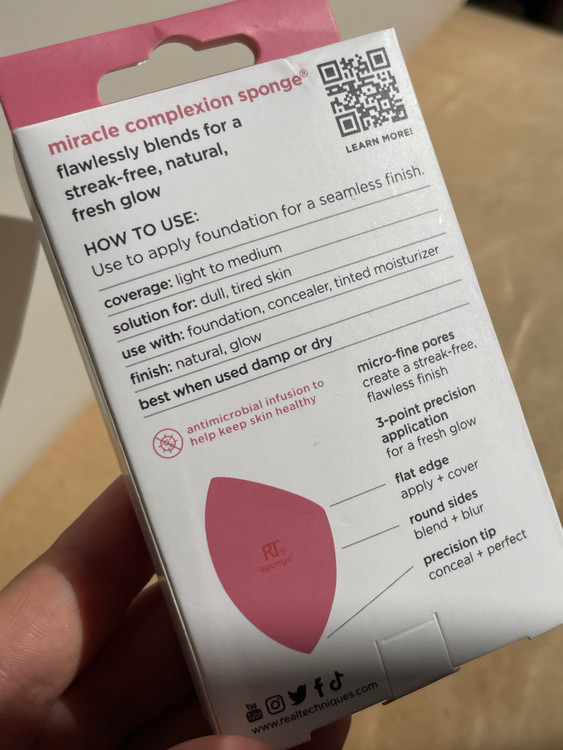 miracle complexion sponge®
flawlessly blends for a
streak-free, natural,
fresh glow
LEARN MORE!
HOW TO USE:
Use to apply foundation for a seamless finish.
coverage: light to medium
solution for: dull, tired skin
use with: foundation, concealer, tinted moisturizer
finish: natural, glow
best when used damp or dry
antimicrobial infusion to
help keep skin healthy
micro-fine pores
create a streak-free,
flawless finish
3-point precision
application
for a fresh glow
flat edge
apply + cover
round sides
blend + blur
precision tip
conceal + perfect
RT®
sponge+
You
Tube
www.realtechniques.com